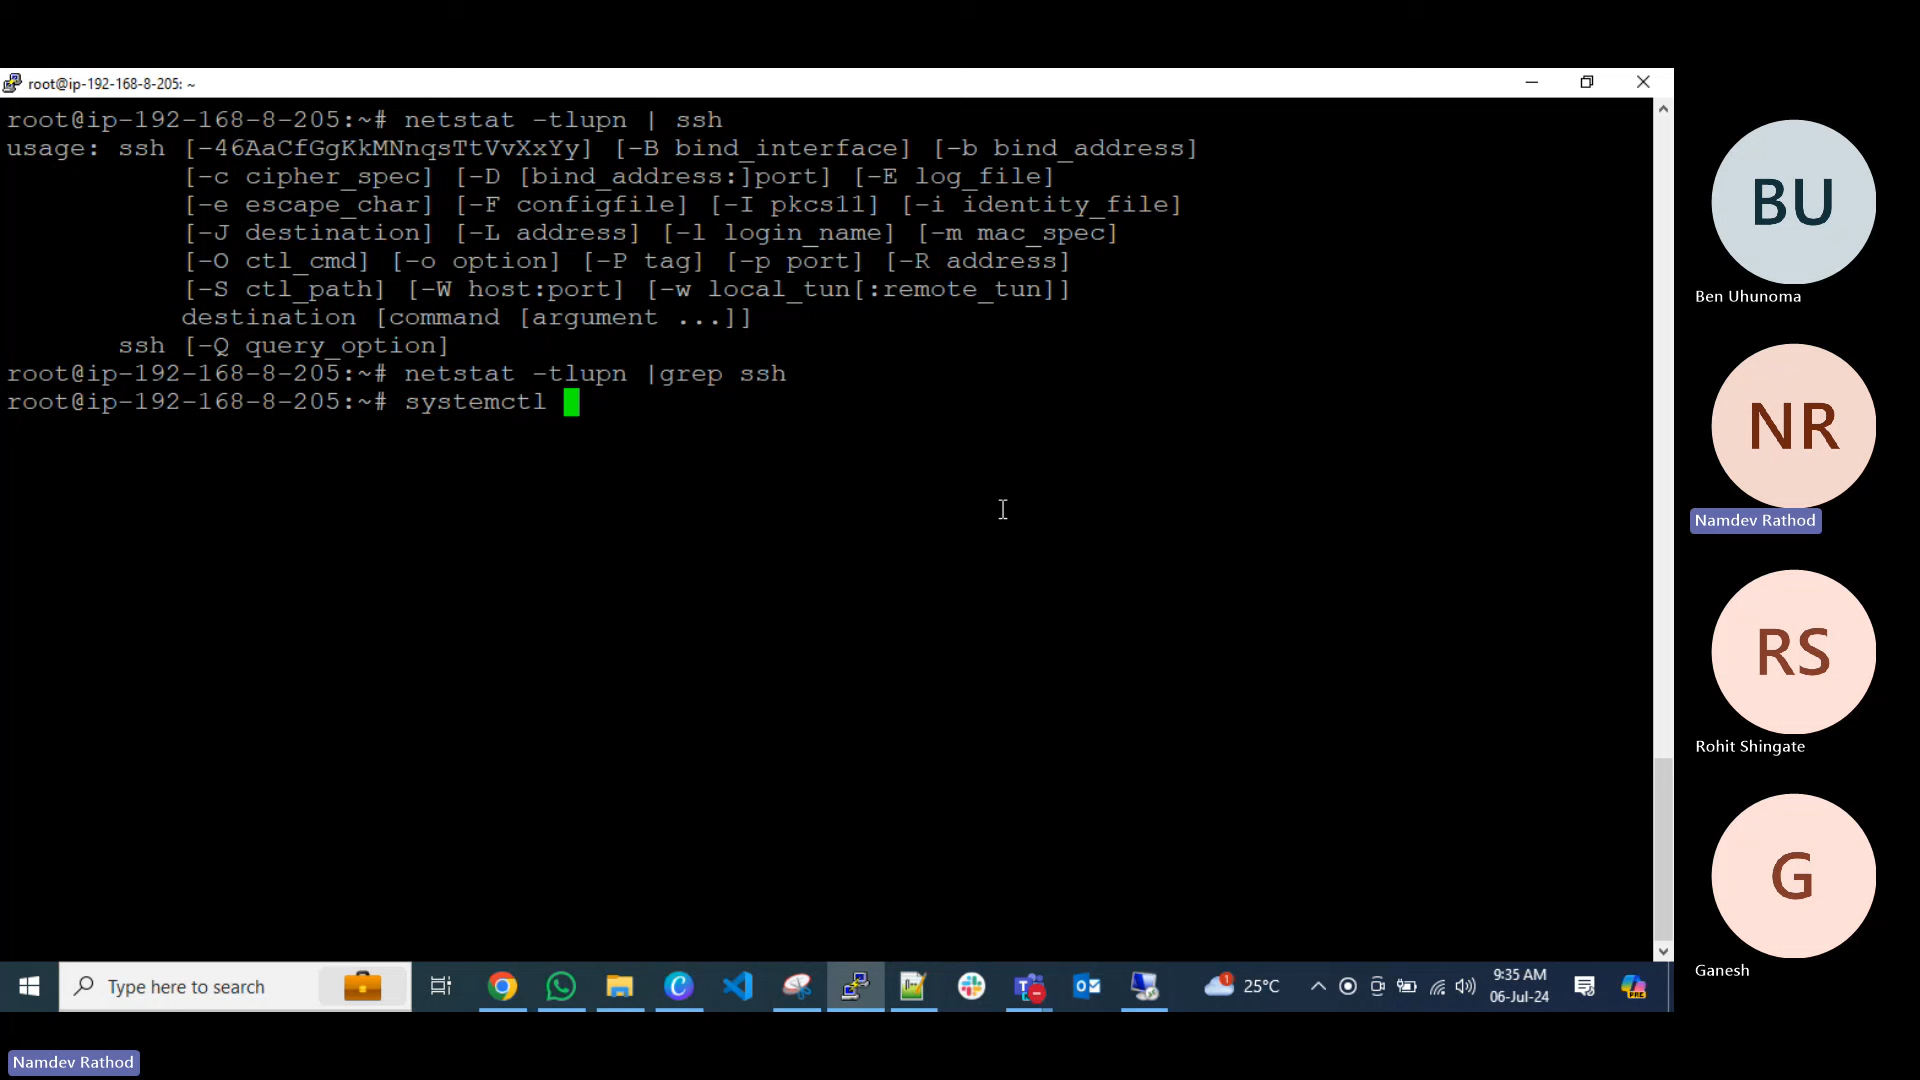 root@ip-192-168-8-205: ~
root@ip-192-168-8-205:~# netstat -tlupn | ssh
usage: ssh [-46AaCfGgKkMNnqsTtVvXxYy] [-B bind_interface] [-b bind_address]
           [-c cipher_spec] [-D [bind_address:]port] [-E log_file]
           [-e escape_char] [-F configfile] [-I pkcs11] [-i identity_file]
           [-J destination] [-L address] [-l login_name] [-m mac_spec]
           [-O ctl_cmd] [-o option] [-P tag] [-p port] [-R address]
           [-S ctl_path] [-W host:port] [-w local_tun[:remote_tun]]
           destination [command [argument ...]]
       ssh [-Q query_option]
root@ip-192-168-8-205:~# netstat -tlupn |grep ssh
root@ip-192-168-8-205:~# systemctl
BU
Ben Uhunoma
NR
Namdev Rathod
RS
Rohit Shingate
G
Ganesh
Type here to search
1
25°C
9:35 AM
06-Jul-24
PRE
Namdev Rathod